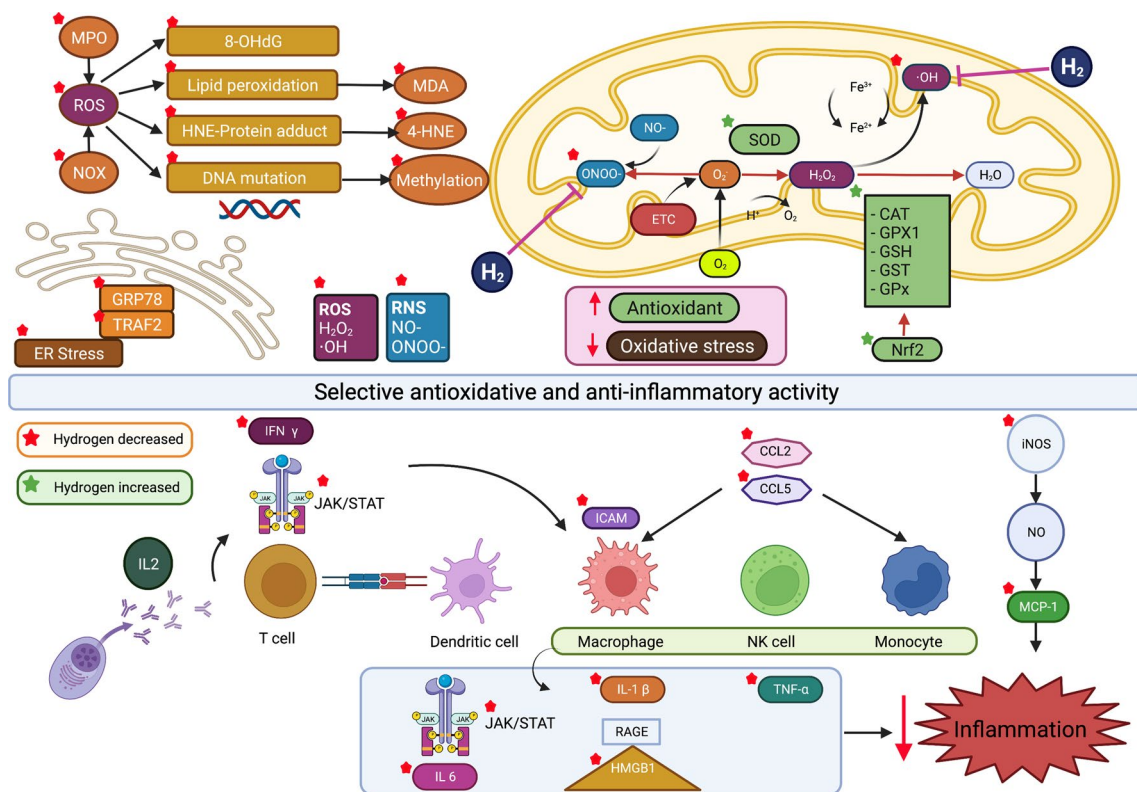 MPO
8-OHdG
Lipid peroxidation
MDA
ROS
HNE-Protein adduct
4-HNE
NOX
DNA mutation
Methylation
GRP78
TRAF2
ER Stress
ROS
H₂O₂
·OH
RNS
NO-
ONOO-
H₂
·OH
Fe³⁺
Fe²⁺
NO-
SOD
ONOO-
O₂⁻
H₂O₂
H₂O
ETC
H⁺
O₂
O₂
H₂
- CAT
- GPX1
- GSH
- GST
- GPx
Nrf2
Antioxidant
Oxidative stress
Selective antioxidative and anti-inflammatory activity
Hydrogen decreased
Hydrogen increased
IFN γ
JAK
JAK
P
P
P
P
P
P
JAK/STAT
IL2
T cell
Dendritic cell
ICAM
CCL2
CCL5
Macrophage
NK cell
Monocyte
iNOS
NO
MCP-1
JAK
JAK
P
P
P
P
P
P
JAK/STAT
IL 6
IL-1 β
RAGE
HMGB1
TNF-α
Inflammation